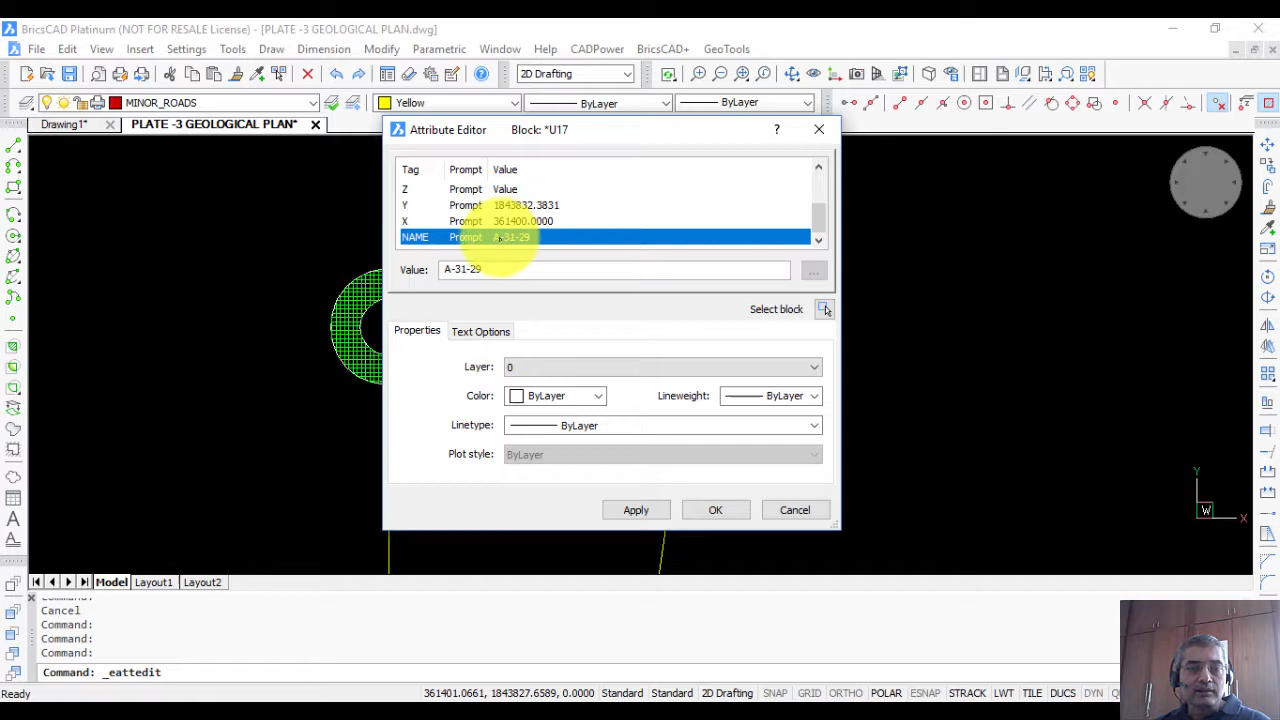 BricsCAD Platinum (NOT FOR RESALE License) - [PLATE -3 GEOLOGICAL PLAN.dwg]
File Edit View Insert Settings Tools Draw Dimension Modify Parametric Window Help CADPower BricsCAD+ GeoTools
2D Drafting
MINOR_ROADS Yellow ByLayer ByLayer
Drawing1* PLATE -3 GEOLOGICAL PLAN*
Attribute Editor Block: *U17
Tag Prompt Value
Z Prompt Value
Y Prompt 1843832.3831
X Prompt 361400.0000
NAME Prompt A-31-29
Value: A-31-29
...
Select block
Properties Text Options
Layer: 0
Color: ByLayer Lineweight: ByLayer
Linetype: ByLayer
Plot style: ByLayer
Apply OK Cancel
Y
W X
Model Layout1 Layout2
Command:
Cancel
Command:
Command:
Command:
Command: _eattedit
Ready 361401.0661, 1843827.6589, 0.0000 Standard Standard 2D Drafting SNAP GRID ORTHO POLAR ESNAP STRACK LWT TILE DUCS DYN